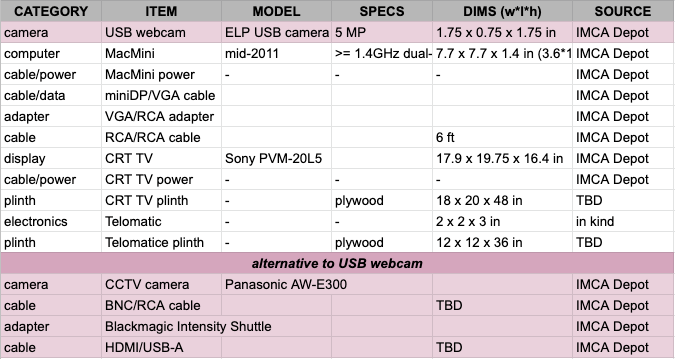 CATEGORY ITEM MODEL SPECS DIMS (w*l*h) SOURCE
camera USB webcam ELP USB camera 5 MP 1.75 x 0.75 x 1.75 in IMCA Depot
computer MacMini mid-2011 >= 1.4GHz dual- 7.7 x 7.7 x 1.4 in (3.6*1 IMCA Depot
cable/power MacMini power - - - IMCA Depot
cable/data miniDP/VGA cable IMCA Depot
adapter VGA/RCA adapter IMCA Depot
cable RCA/RCA cable 6 ft IMCA Depot
display CRT TV Sony PVM-20L5 17.9 x 19.75 x 16.4 in IMCA Depot
cable/power CRT TV power - - - IMCA Depot
plinth CRT TV plinth - plywood 18 x 20 x 48 in TBD
electronics Telomatic - - 2 x 2 x 3 in in kind
plinth Telomatice plinth - plywood 12 x 12 x 36 in TBD
alternative to USB webcam
camera CCTV camera Panasonic AW-E300 IMCA Depot
cable BNC/RCA cable TBD IMCA Depot
adapter Blackmagic Intensity Shuttle IMCA Depot
cable HDMI/USB-A TBD IMCA Depot